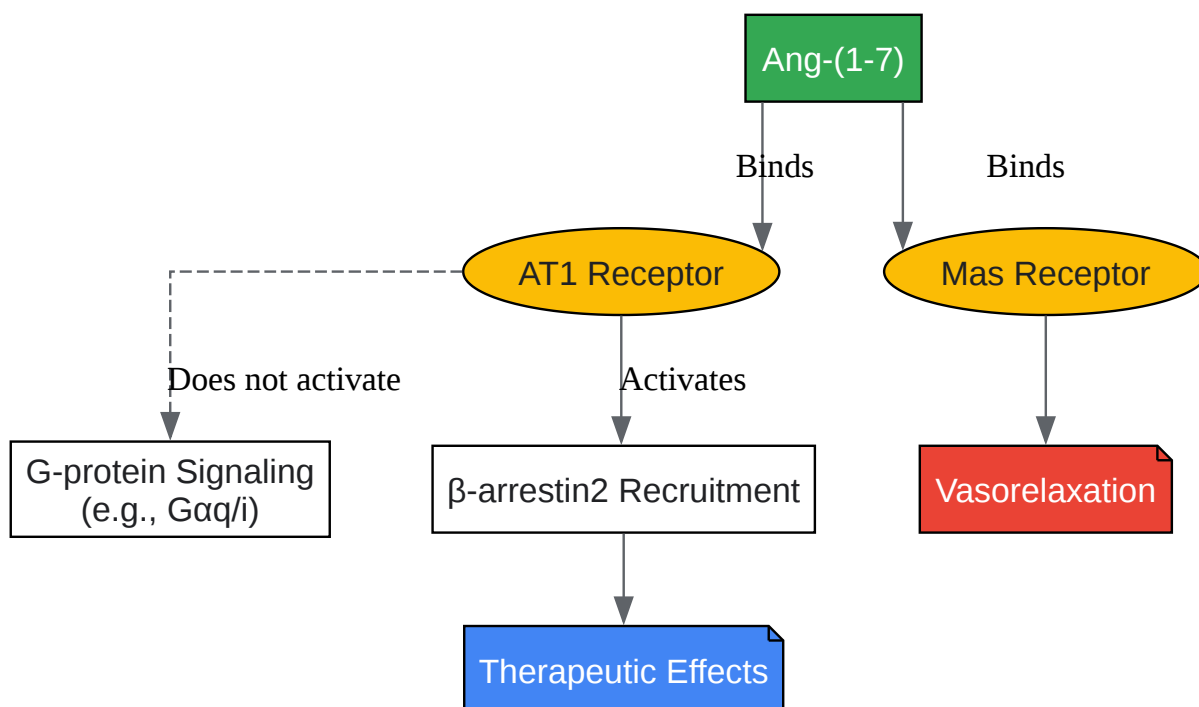 Ang-(1-7)
Binds
Binds
AT1 Receptor
Mas Receptor
Does not activate
Activates
G-protein Signaling
(e.g., Gαq/i)
β-arrestin2 Recruitment
Vasorelaxation
Therapeutic Effects